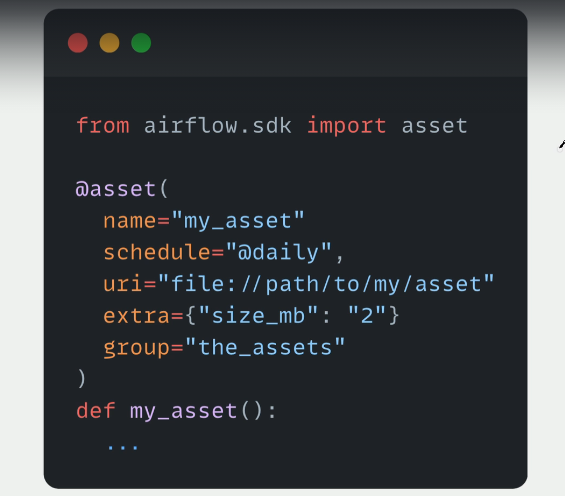 from airflow.sdk import asset
@asset(
name="my_asset"
schedule="@daily",
uri="file://path/to/my/asset"
extra={"size_mb": "2"}
group="the_assets"
)
def my_asset():
...